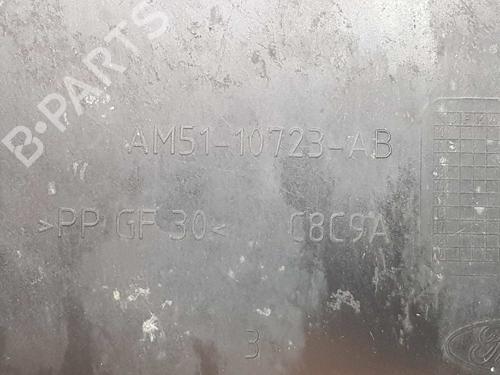 B-PARTS
AM51-10723-AB
>PP GF 30< C8C9A
3